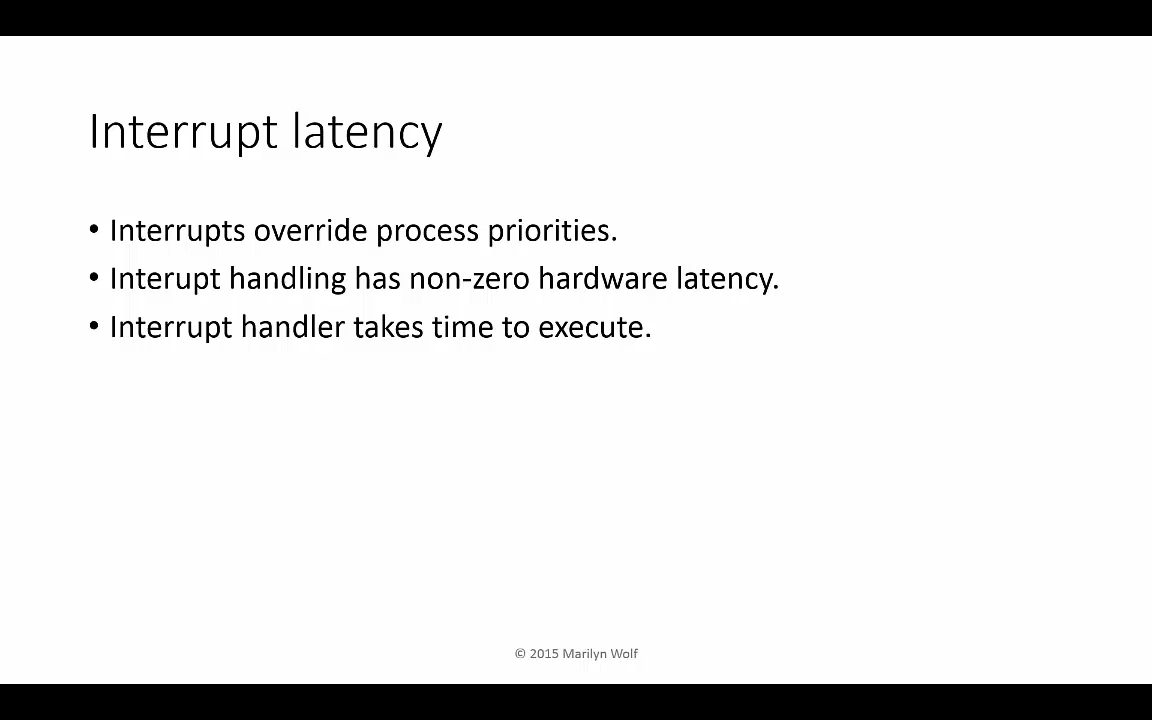 Interrupt latency
• Interrupts override process priorities.
• Interupt handling has non-zero hardware latency.
• Interrupt handler takes time to execute.
© 2015 Marilyn Wolf